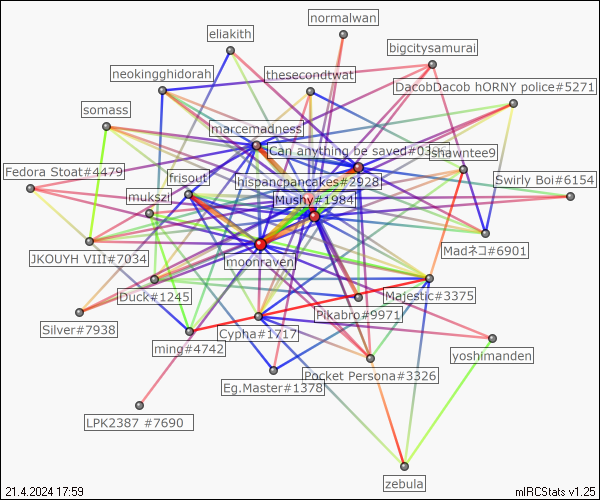 normalwan
eliakith
bigcitysamurai
neokingghidorah
thesecondtwat
DacobDacob hORNY police#5271
somass
marcemadness
Can anything be saved#0
shawntee9
Fedora Stoat#4479
frisout
hispancpancakes#2928
Swirly Boi#6154
mukszi
Mushy#1984
Madネコ#6901
JKOUYH VIII#7034
moonraven
Duck#1245
Majestic#3375
Silver#7938
Pikabro#9971
Cypha#1717
ming#4742
yoshimanden
Pocket Persona#3326
Eg.Master#1378
LPK2387 #7690
zebula
21.4.2024 17:59
mIRCStats v1.25